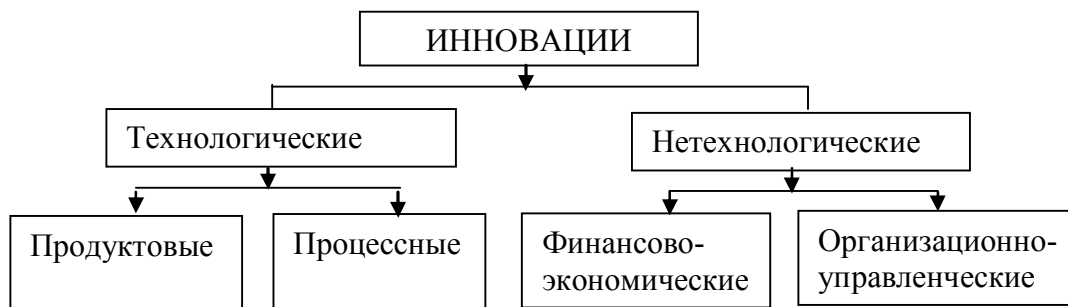 ИННОВАЦИИ
Технологические
Нетехнологические
Продуктовые
Процессные
Финансово-
экономические
Организационно-
управленческие